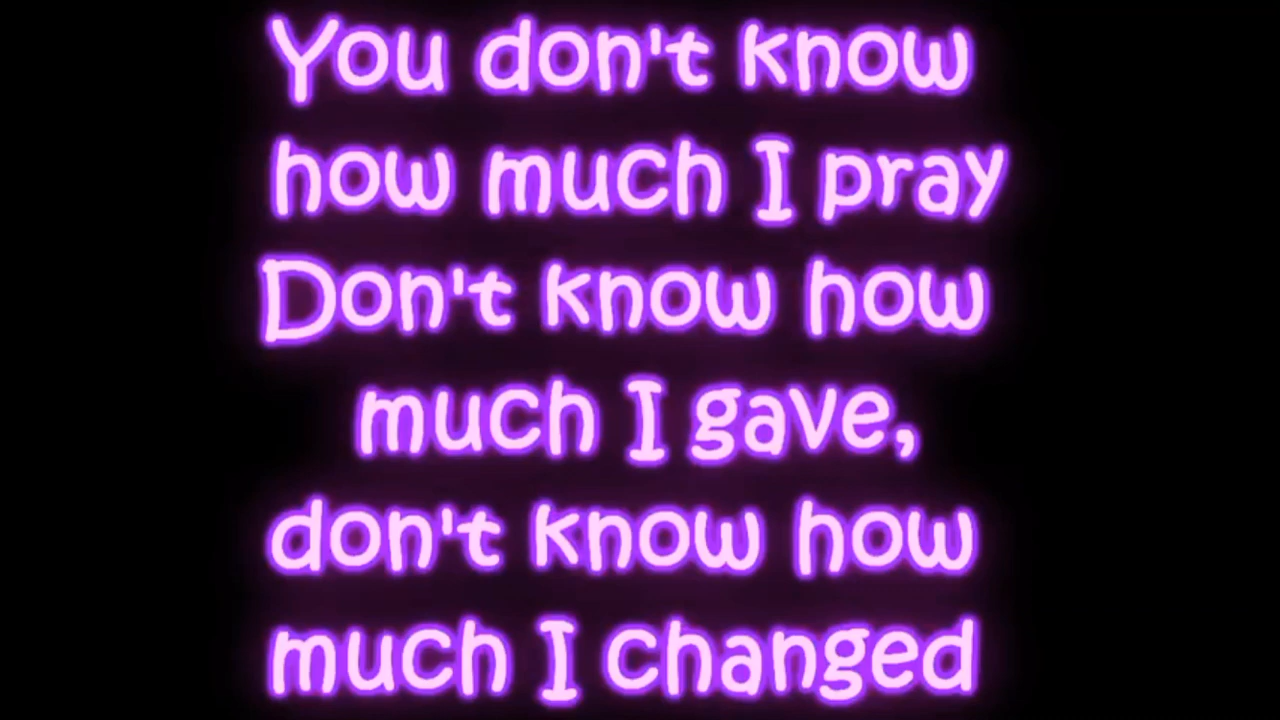 You don't know
how much I pray
Don't know how
much I gave,
don't know how
much I changed